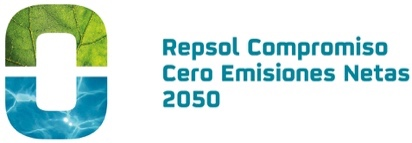 Repsol Compromiso
Cero Emisiones Netas
2050